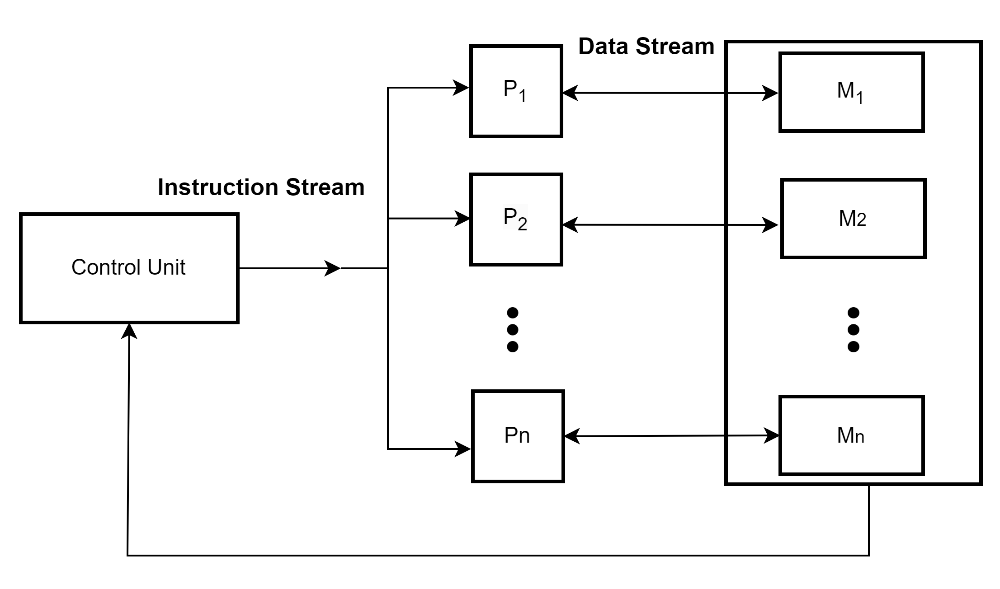 Data Stream
P1
M1
Instruction Stream
P2
M2
Control Unit
Pn
Mn